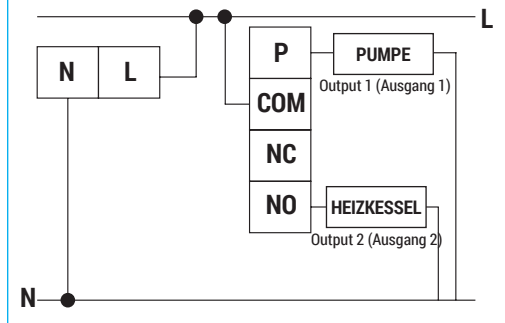 L
N L
P
PUMPE
Output 1 (Ausgang 1)
COM
NC
NO
HEIZKESSEL
Output 2 (Ausgang 2)
N